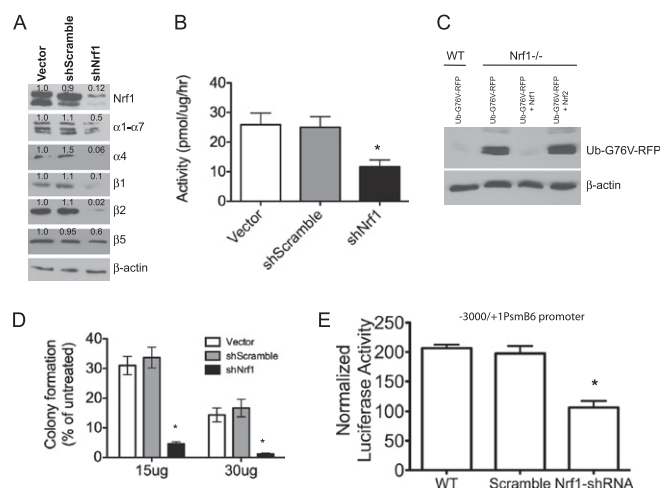 A
Vector
shScramble
shNrf1
1.0 0.9 0.12
Nrf1
1.0 1.1 0.5
α1-α7
1.0 1.5 0.06
α4
1.0 1.1 0.1
β1
1.0 1.1 0.02
β2
1.0 0.95 0.6
β5
β-actin
B
Activity (pmol/ug/hr)
40
30
20
10
0
*
Vector
shScramble
shNrf1
C
WT
Nrf1-/-
Ub-G76V-RFP
Ub-G76V-RFP
Ub-G76V-RFP
+ Nrf1
Ub-G76V-RFP
+ Nrf2
Ub-G76V-RFP
β-actin
D
Colony formation
(% of untreated)
40
30
20
10
0
Vector
shScramble
shNrf1
*
*
15ug
30ug
E
-3000/+1PsmB6 promoter
Normalized
Luciferase Activity
250
200
150
100
50
0
*
WT
Scramble
Nrf1-shRNA